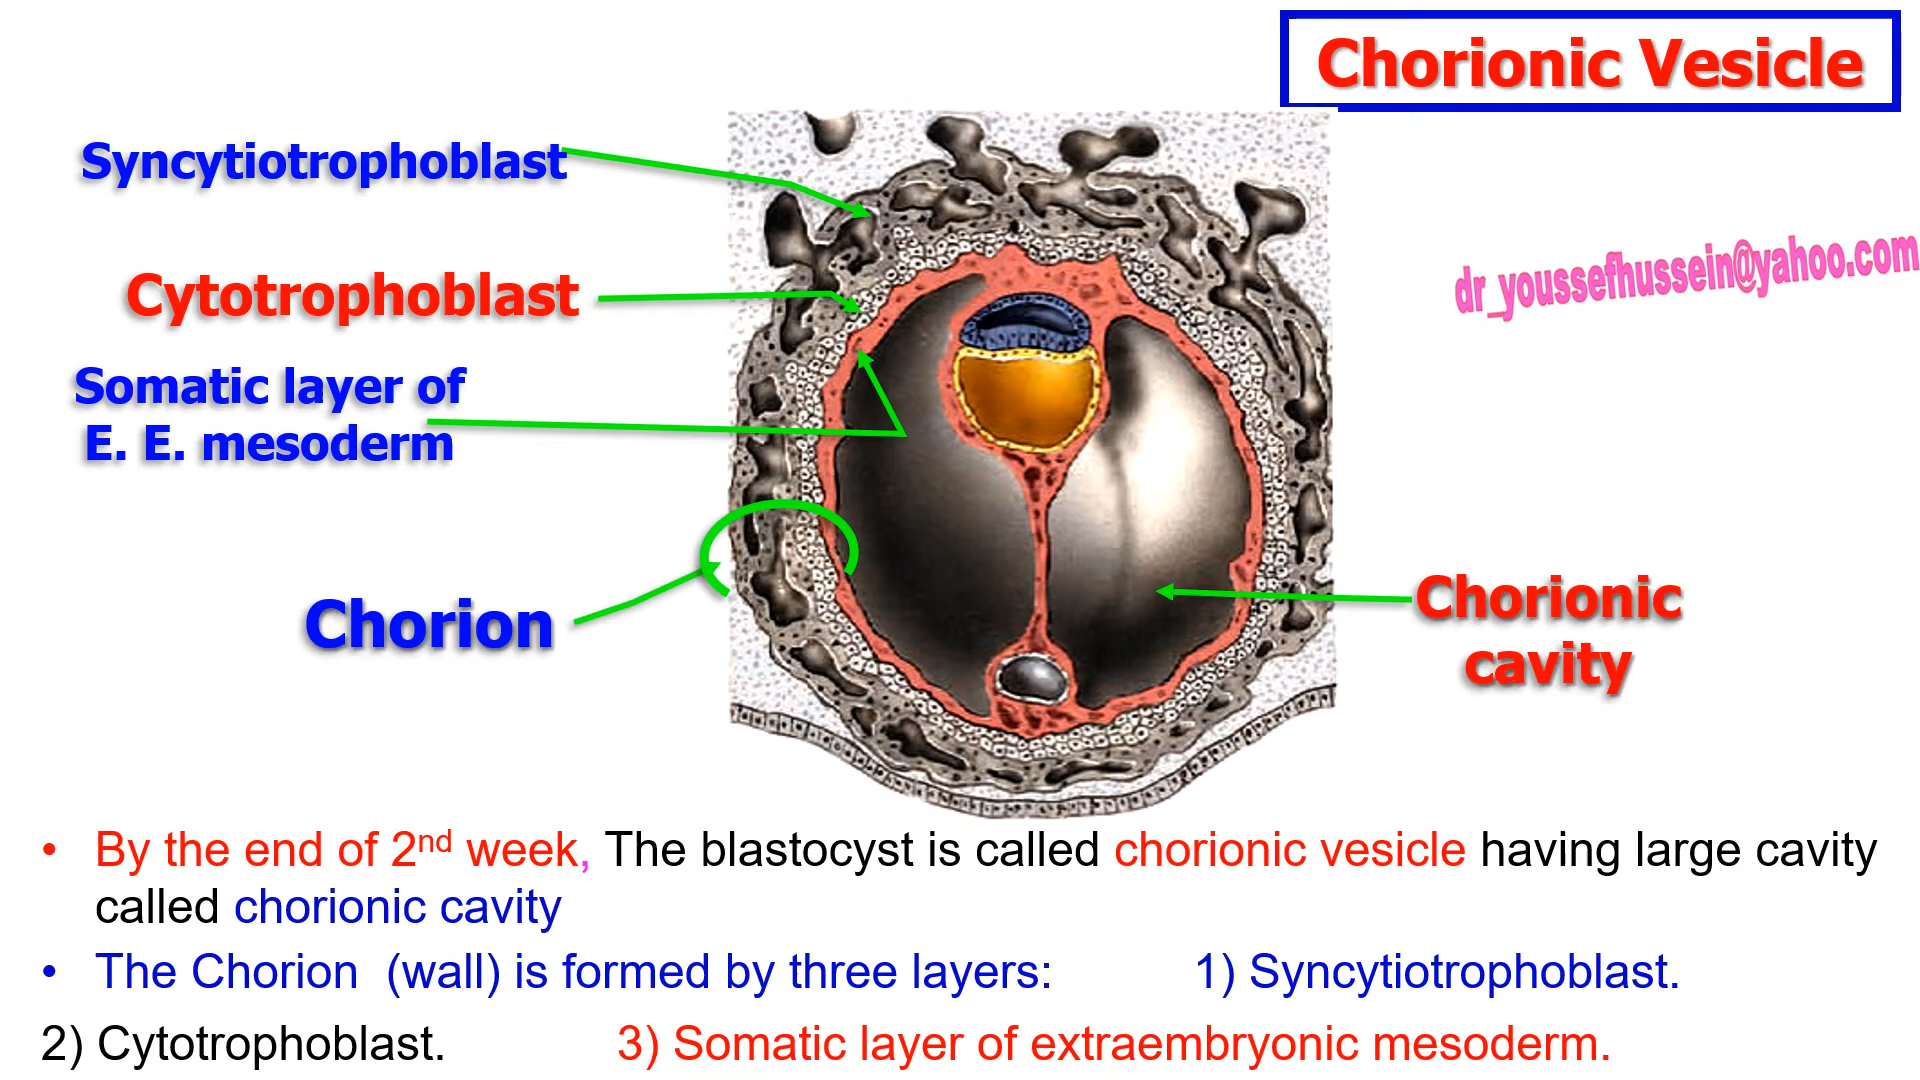 Chorionic Vesicle
Syncytiotrophoblast
dr_youssefhussein@yahoo.com
Cytotrophoblast
Somatic layer of
E. E. mesoderm
Chorion
Chorionic
cavity
• By the end of 2nd week, The blastocyst is called chorionic vesicle having large cavity
called chorionic cavity
• The Chorion (wall) is formed by three layers: 1) Syncytiotrophoblast.
2) Cytotrophoblast. 3) Somatic layer of extraembryonic mesoderm.